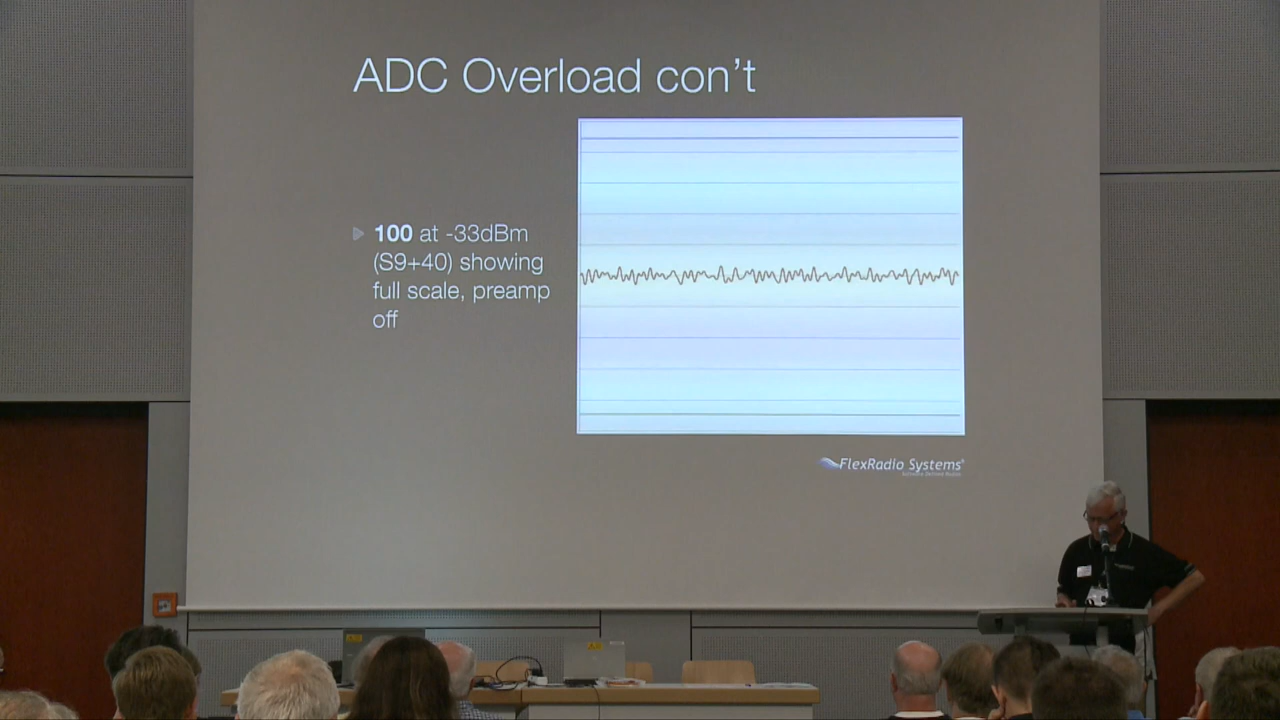 ADC Overload con't
100 at -33dBm
(S9+40) showing
full scale, preamp
off
FlexRadio Systems